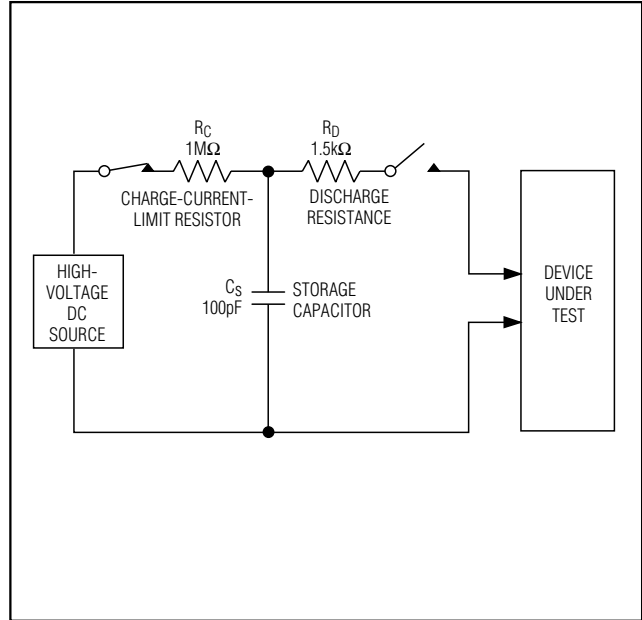 RC
1MΩ
CHARGE-CURRENT-
LIMIT RESISTOR
RD
1.5kΩ
DISCHARGE
RESISTANCE
HIGH-
VOLTAGE
DC
SOURCE
CS
100pF
STORAGE
CAPACITOR
DEVICE
UNDER
TEST